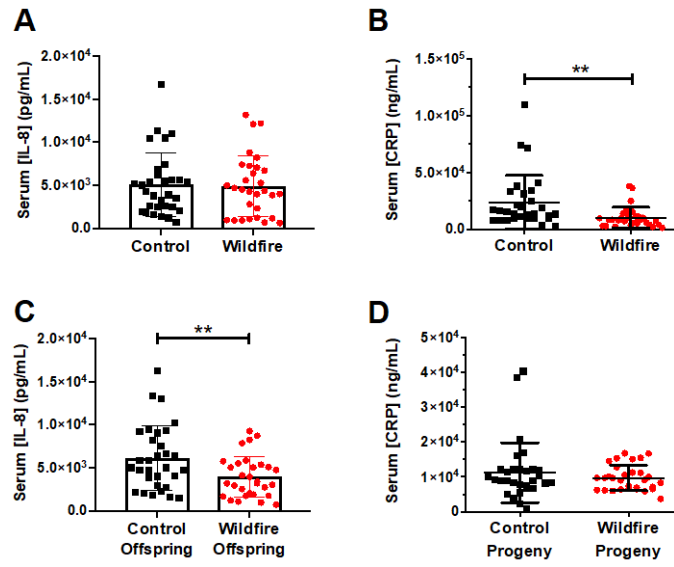 A
Serum [IL-8] (pg/mL)
2.0×10⁴
1.5×10⁴
1.0×10⁴
5.0×10³
0.0
Control Wildfire
B
**
Serum [CRP] (ng/mL)
1.5×10⁵
1.0×10⁵
5.0×10⁴
0.0
Control Wildfire
C
**
Serum [IL-8] (pg/mL)
2.0×10⁴
1.5×10⁴
1.0×10⁴
5.0×10³
0.0
Control Wildfire
Offspring Offspring
D
Serum [CRP] (ng/mL)
5×10⁴
4×10⁴
3×10⁴
2×10⁴
1×10⁴
0
Control Wildfire
Progeny Progeny